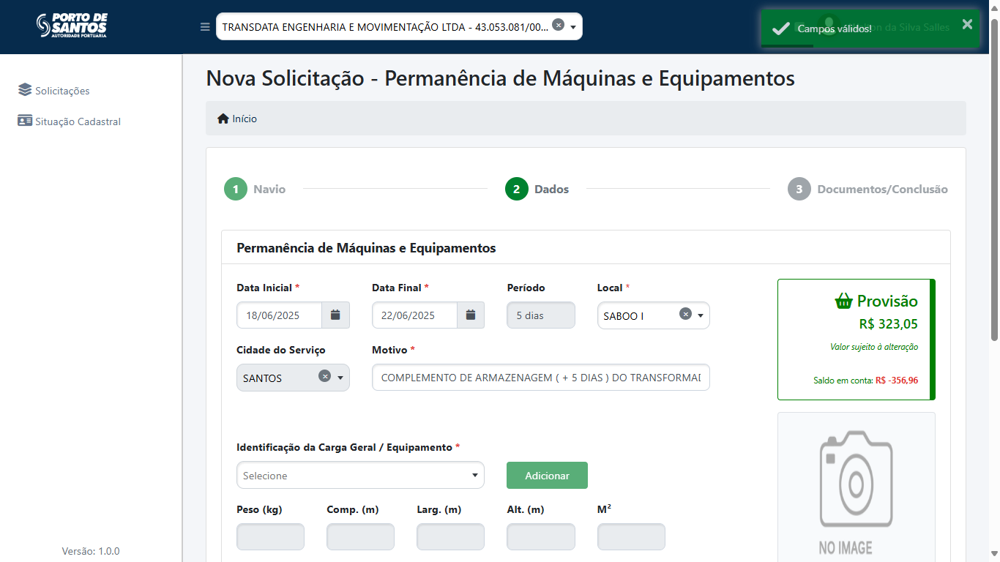 PORTO DE
SANTOS
AUTORIDADE PORTUÁRIA
TRANSDATA ENGENHARIA E MOVIMENTAÇÃO LTDA - 43.053.081/00...
Campos válidos!
da Silva Salles
Solicitações
Situação Cadastral
Nova Solicitação - Permanência de Máquinas e Equipamentos
Início
1 Navio
2 Dados
3 Documentos/Conclusão
Permanência de Máquinas e Equipamentos
Data Inicial * Data Final * Período Local *
18/06/2025 22/06/2025 5 dias SABOO I
Provisão
R$ 323,05
Valor sujeito à alteração
Saldo em conta: R$ -356,96
Cidade do Serviço Motivo *
SANTOS COMPLEMENTO DE ARMAZENAGEM ( + 5 DIAS ) DO TRANSFORMAD
Identificação da Carga Geral / Equipamento *
Selecione Adicionar
Peso (kg) Comp. (m) Larg. (m) Alt. (m) M²
NO IMAGE
Versão: 1.0.0